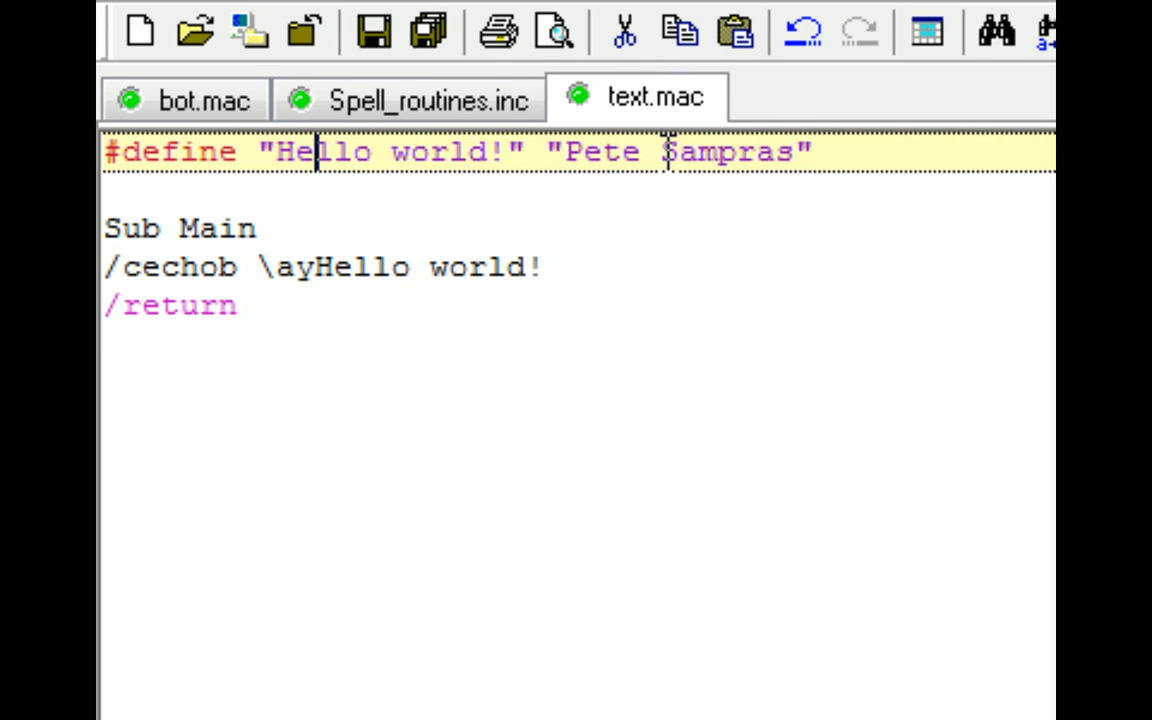 bot.mac Spell_routines.inc text.mac
#define "Hello world!" "Pete Sampras"
Sub Main
/cechob \ayHello world!
/return